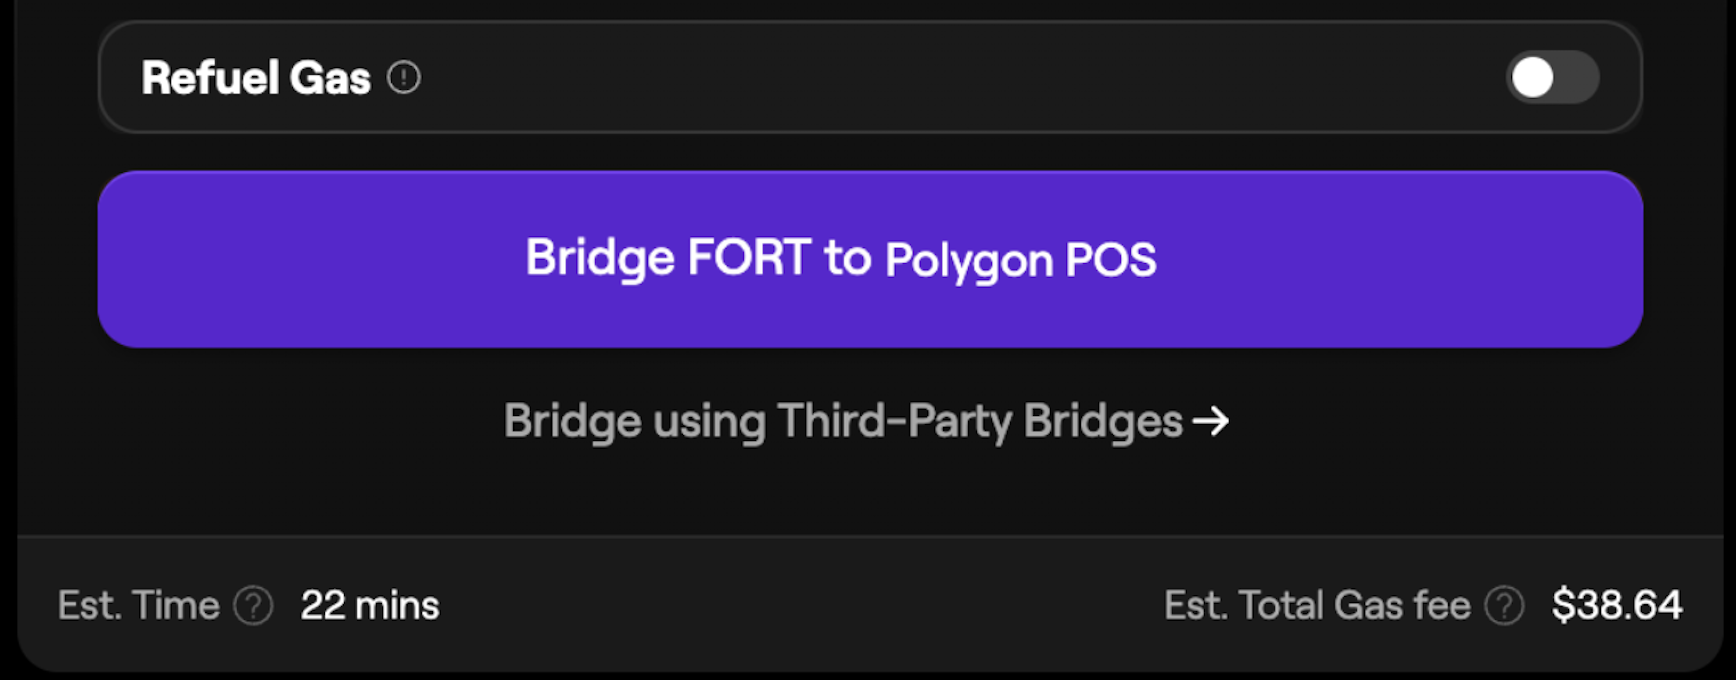 Refuel Gas
Bridge FORT to Polygon POS
Bridge using Third-Party Bridges →
Est. Time 22 mins
Est. Total Gas fee $38.64